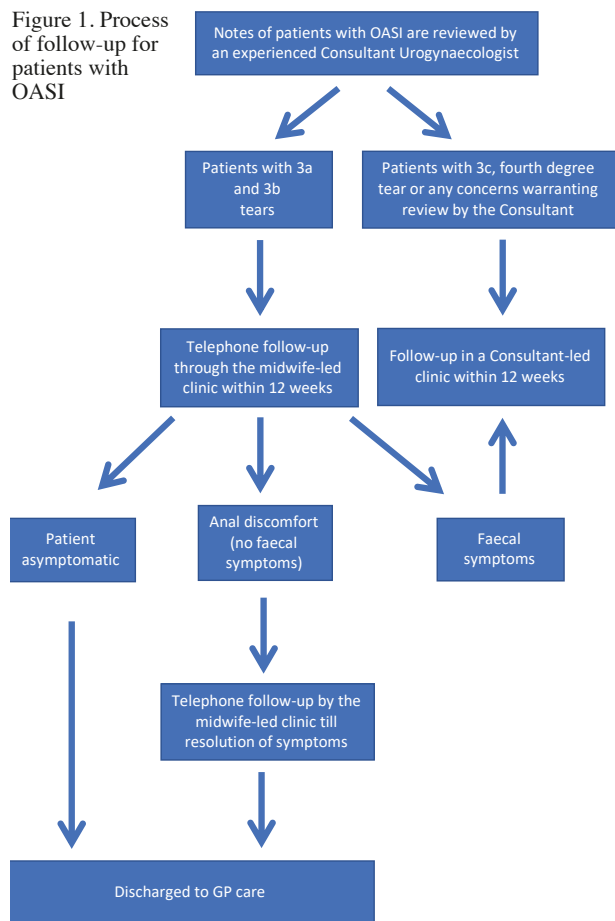 Figure 1. Process
of follow-up for
patients with
OASI
Notes of patients with OASI are reviewed by
an experienced Consultant Urogynaecologist
Patients with 3a
and 3b
tears
Patients with 3c, fourth degree
tear or any concerns warranting
review by the Consultant
Telephone follow-up
through the midwife-led
clinic within 12 weeks
Follow-up in a Consultant-led
clinic within 12 weeks
Patient
asymptomatic
Anal discomfort
(no faecal
symptoms)
Faecal
symptoms
Telephone follow-up by the
midwife-led clinic till
resolution of symptoms
Discharged to GP care